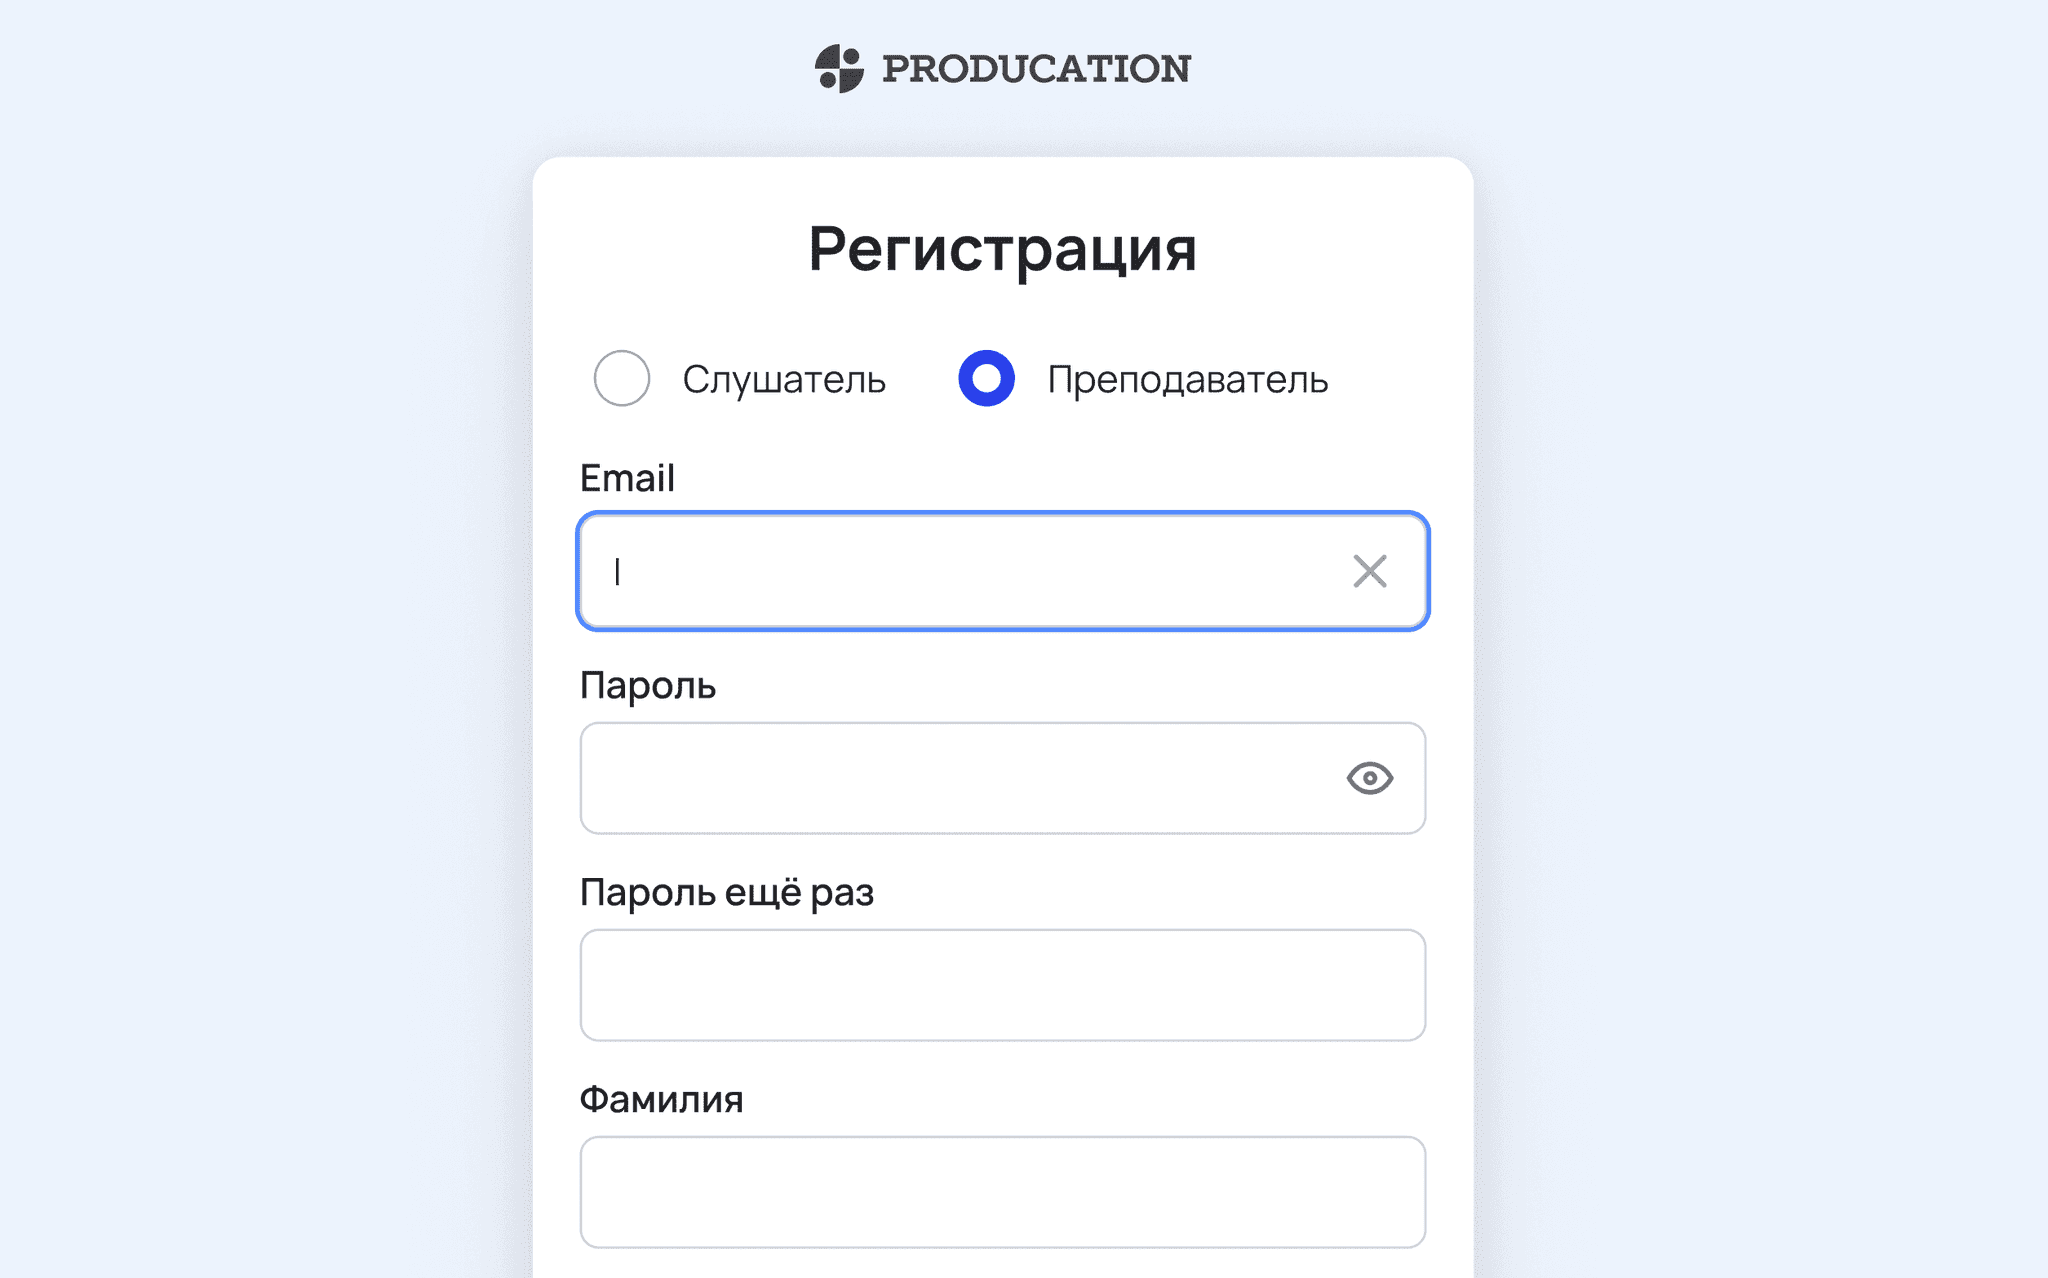 PRODUCATION
Регистрация
Слушатель Преподаватель
Email
Пароль
Пароль ещё раз
Фамилия